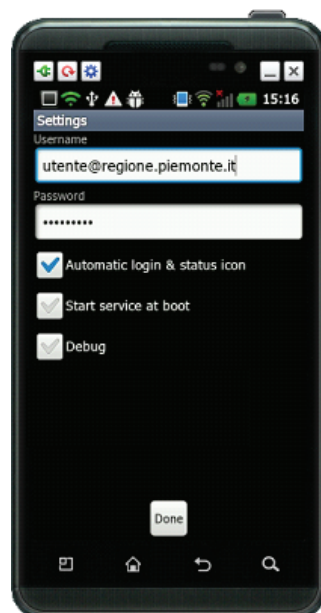 15:16
Settings
Username
utente@regione.piemonte.it
Password
•••••••••
Automatic login & status icon
Start service at boot
Debug
Done